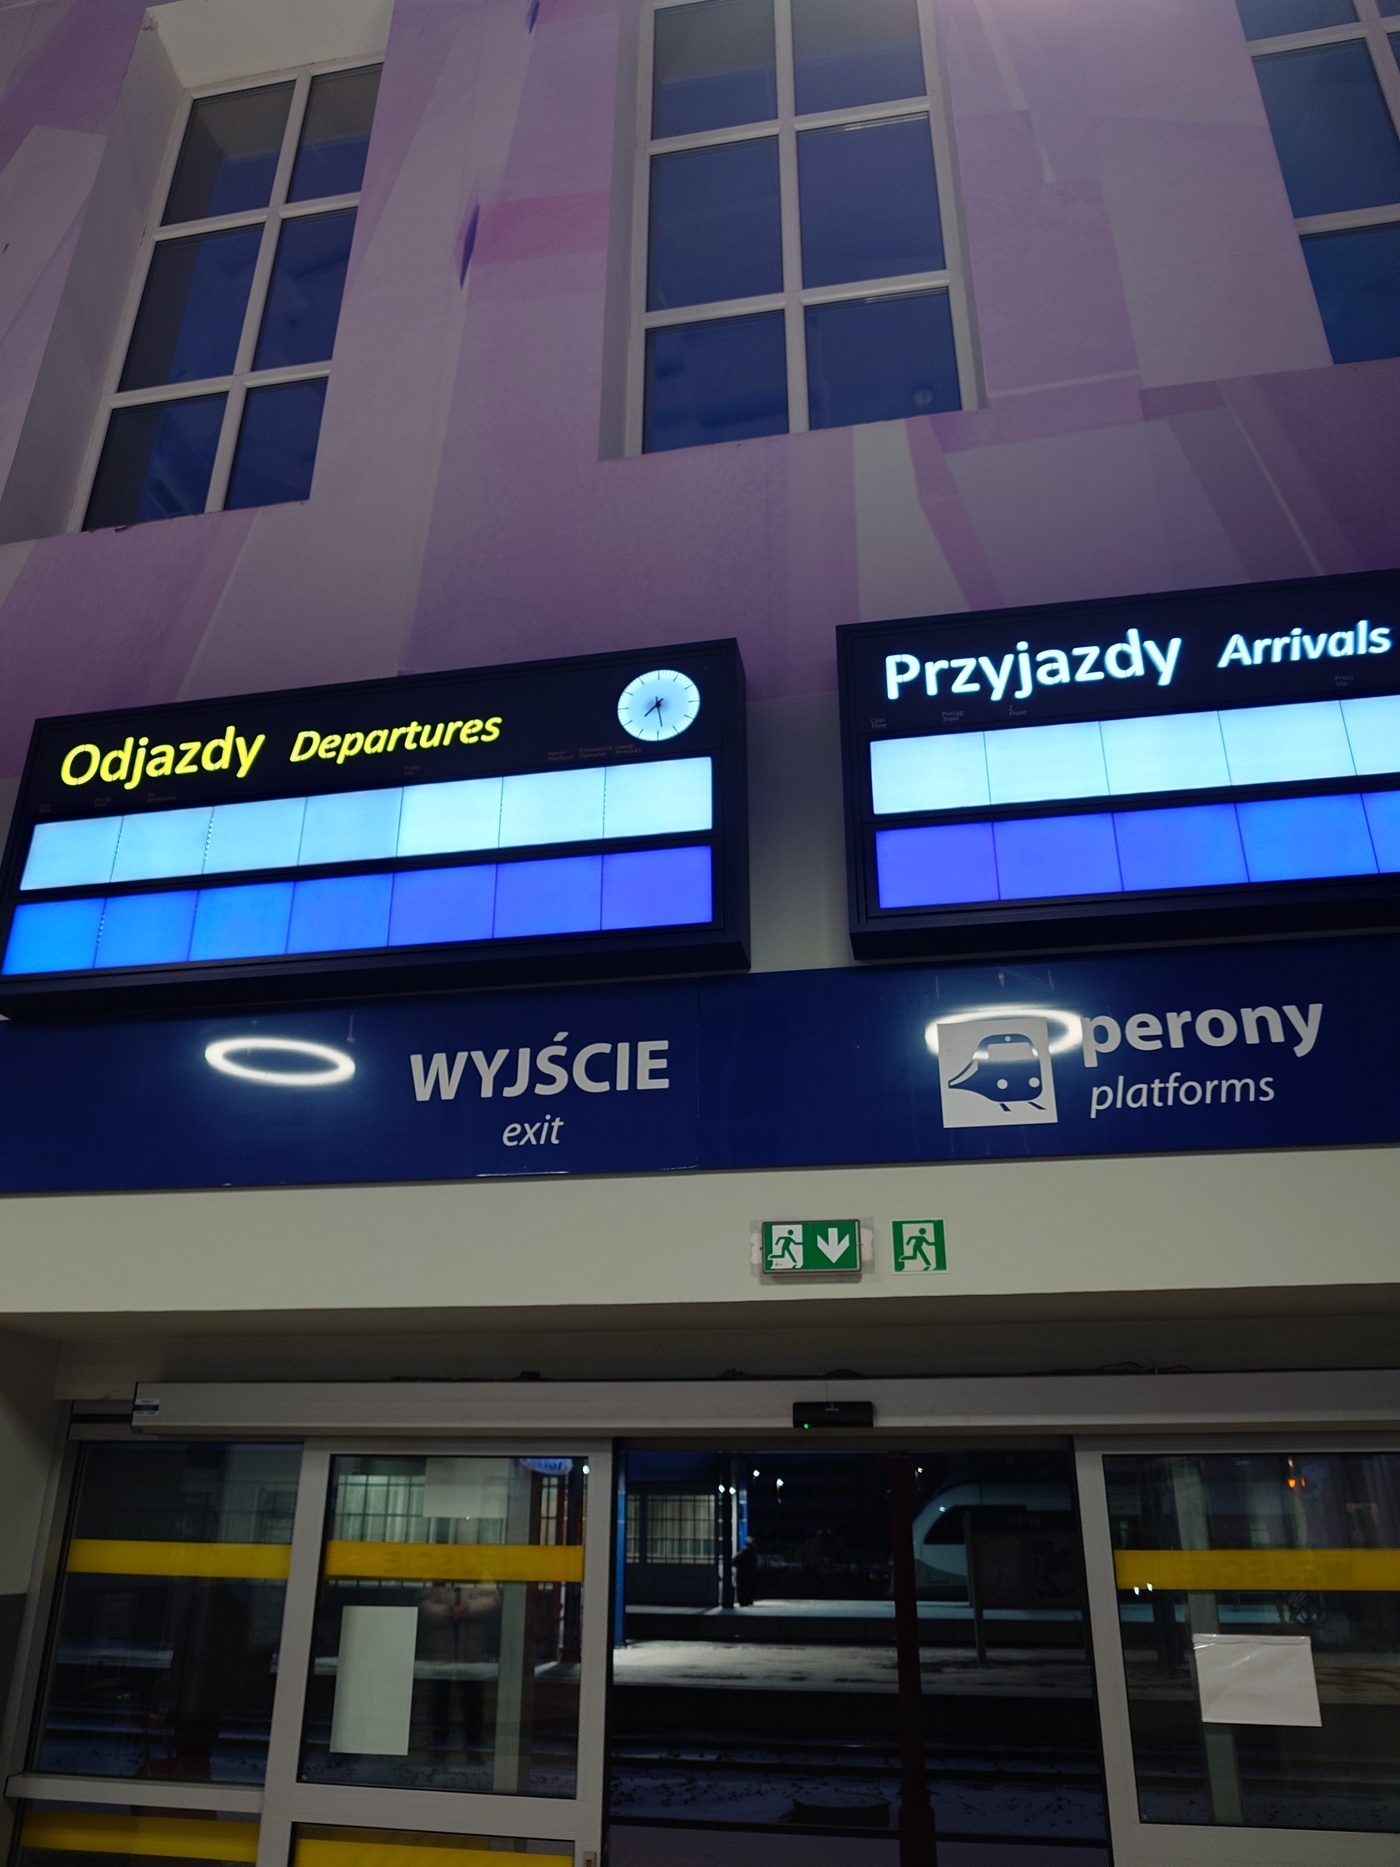 Odjazdy Departures
Przyjazdy Arrivals
WYJŚCIE
exit
perony
platforms